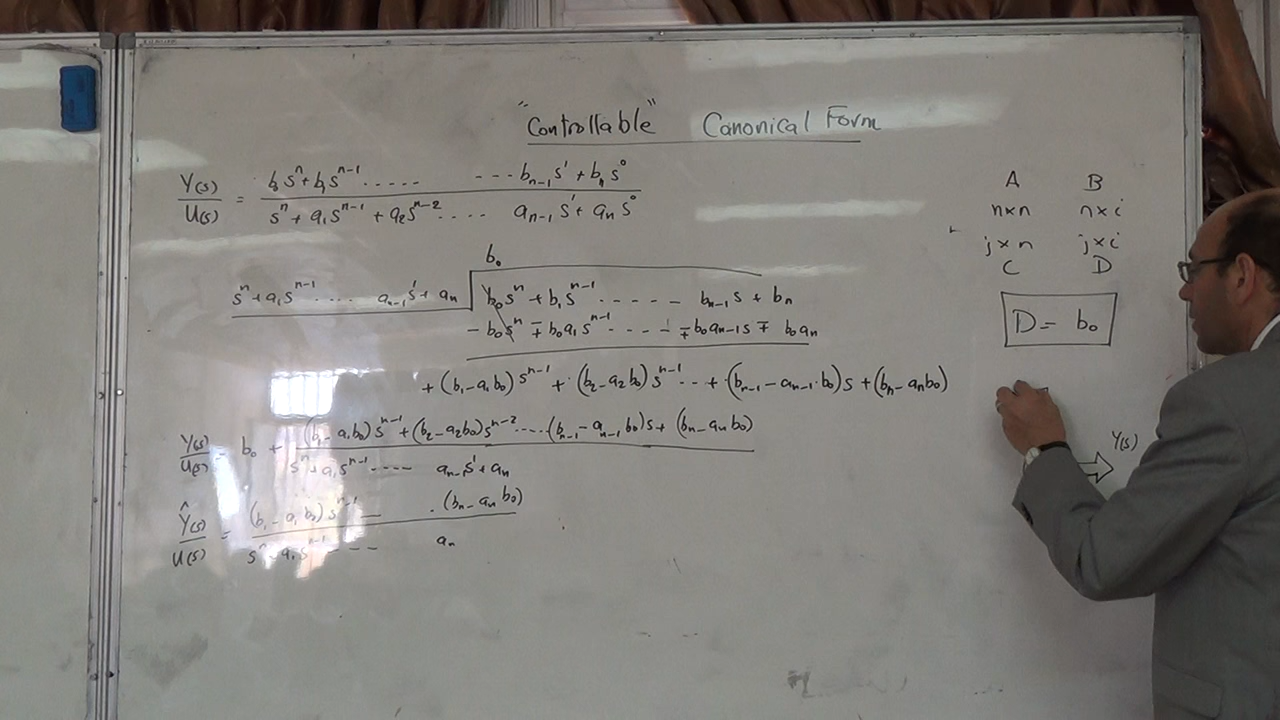 "Controllable" Canonical Form
Y(s)/U(s) = (b₀sⁿ + b₁sⁿ⁻¹ ..... ... bₙ₋₁s¹ + bₙs⁰)/(sⁿ + a₁sⁿ⁻¹ + a₂sⁿ⁻² .... aₙ₋₁s¹ + aₙs⁰)
A B
n×n n×i
j×n j×i
C D
b₀
sⁿ + a₁sⁿ⁻¹ .... aₙ₋₁s¹ + aₙ b₀sⁿ + b₁sⁿ⁻¹ ..... - bₙ₋₁s + bₙ
- b₀sⁿ ∓ b₀a₁sⁿ⁻¹ .... ∓ b₀aₙ₋₁s ∓ b₀aₙ
D = b₀
+ (b₁ - a₁b₀)sⁿ⁻¹ + (b₂ - a₂b₀)sⁿ⁻¹ .. + (bₙ₋₁ - aₙ₋₁·b₀)s + (bₙ - aₙb₀)
Y(s)/U(s) = b₀ + ((b₁ - a₁b₀)sⁿ⁻¹ + (b₂ - a₂b₀)sⁿ⁻² .... (bₙ₋₁ - aₙ₋₁b₀)s + (bₙ - aₙb₀))/(sⁿ + a₁sⁿ⁻¹ .... aₙ₋₁s¹ + aₙ)
Y(s)
Ŷ(s)/U(s) = ((b₁ - a₁b₀)sⁿ⁻¹ ... (bₙ - aₙb₀))/(sⁿ + a₁sⁿ⁻¹ .... aₙ)